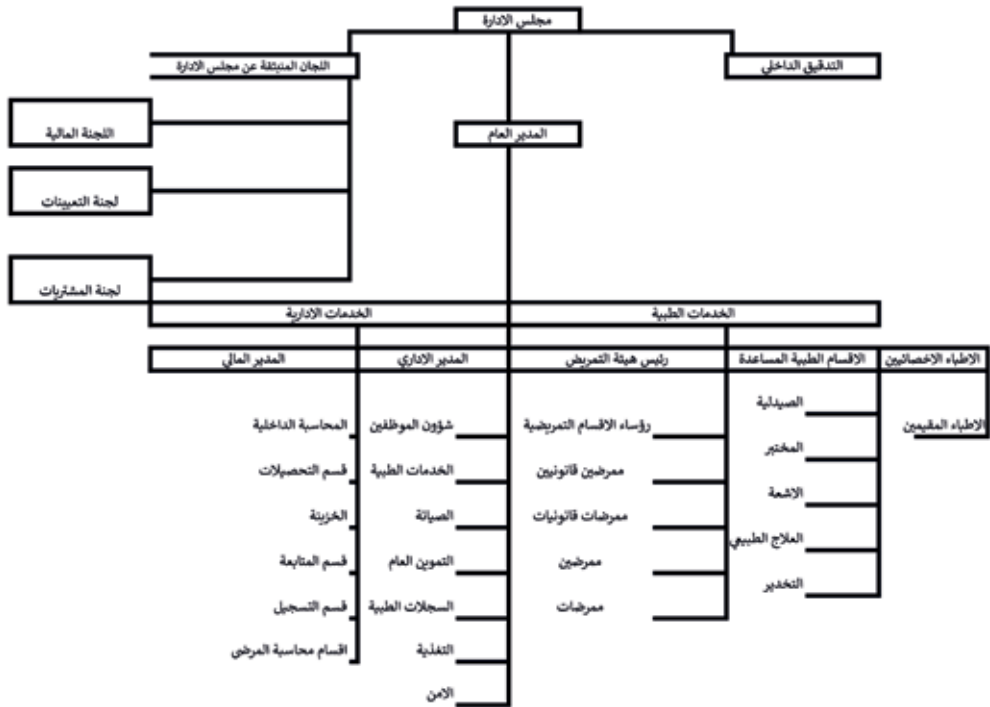 مجلس الادارة
التدقيق الداخلي
اللجان المنبثقة عن مجلس الادارة
المدير العام
اللجنة المالية
لجنة التعيينات
لجنة المشتريات
الخدمات الطبية
الخدمات الادارية
الاطباء الاخصائيين
الاقسام الطبية المساعدة
رئيس هيئة التمريض
المدير الاداري
المدير المالي
الاطباء المقيمين
الصيدلية
المختبر
الاشعة
العلاج الطبيعي
التخدير
رؤساء الاقسام التمريضية
ممرضين قانونيين
ممرضات قانونيات
ممرضين
ممرضات
شؤون الموظفين
الخدمات الطبية
الصيانة
التموين العام
السجلات الطبية
التغذية
الامن
المحاسبة الداخلية
قسم التحصيلات
الخزينة
قسم المتابعة
قسم التسجيل
اقسام محاسبة المرضى